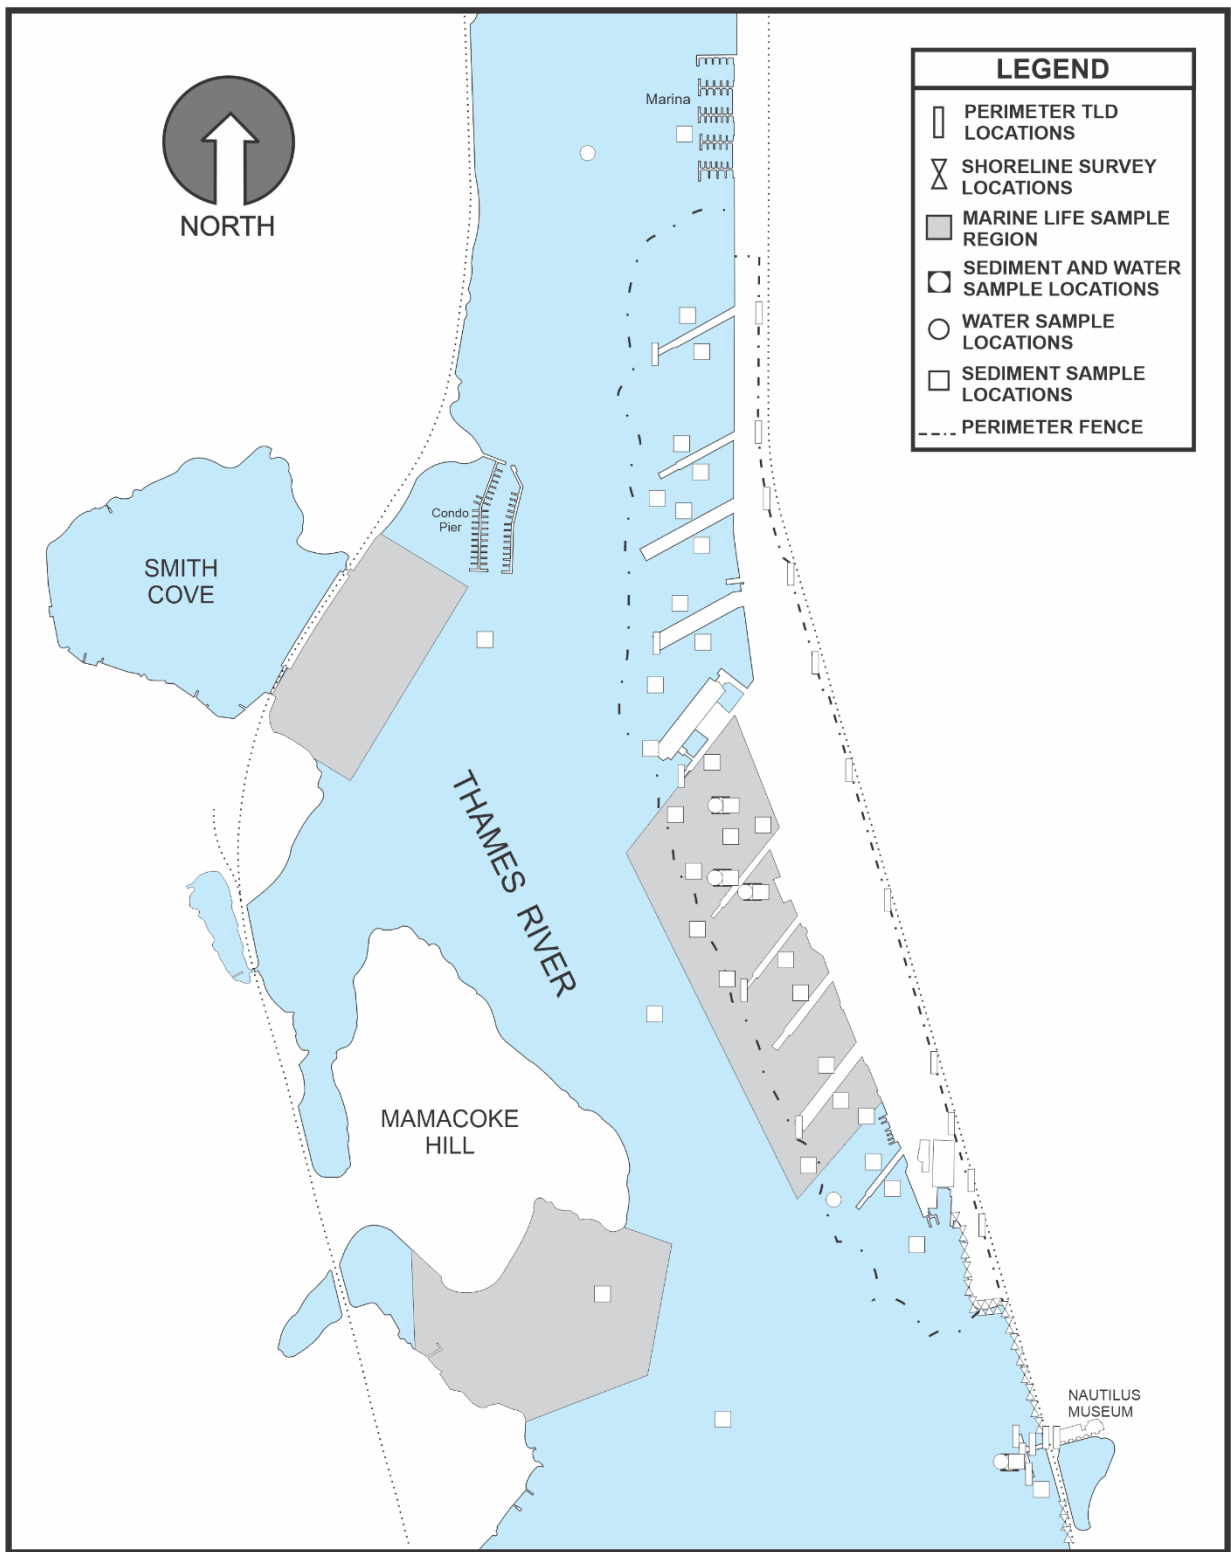 NORTH
Marina
LEGEND
PERIMETER TLD
LOCATIONS
SHORELINE SURVEY
LOCATIONS
MARINE LIFE SAMPLE
REGION
SEDIMENT AND WATER
SAMPLE LOCATIONS
WATER SAMPLE
LOCATIONS
SEDIMENT SAMPLE
LOCATIONS
PERIMETER FENCE
Condo
Pier
SMITH
COVE
THAMES RIVER
MAMACOKE
HILL
NAUTILUS
MUSEUM